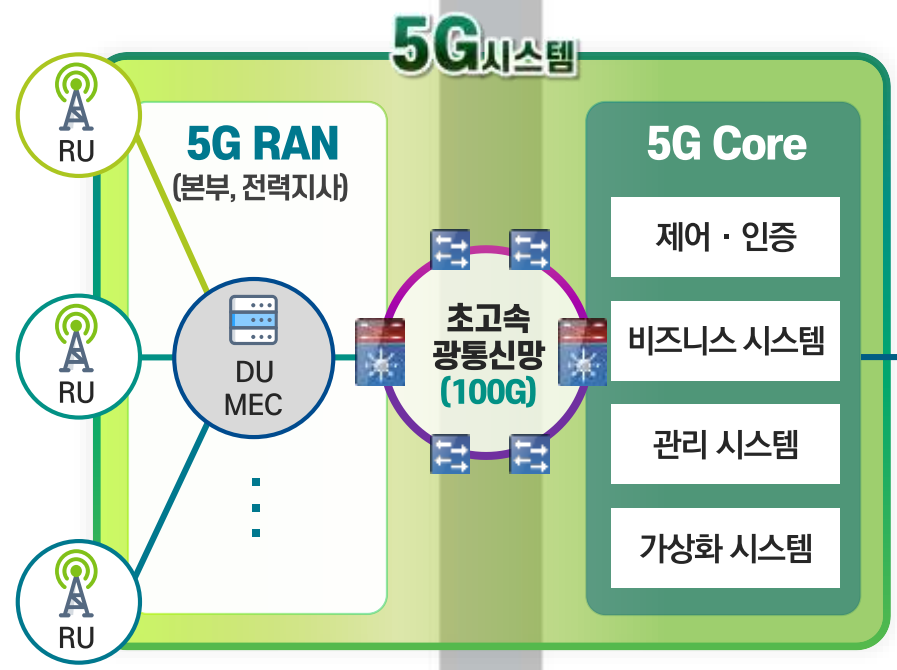 5G시스템
RU
5G RAN
(본부, 전력지사)
RU
DU
MEC
RU
초고속
광통신망
(100G)
5G Core
제어 · 인증
비즈니스 시스템
관리 시스템
가상화 시스템